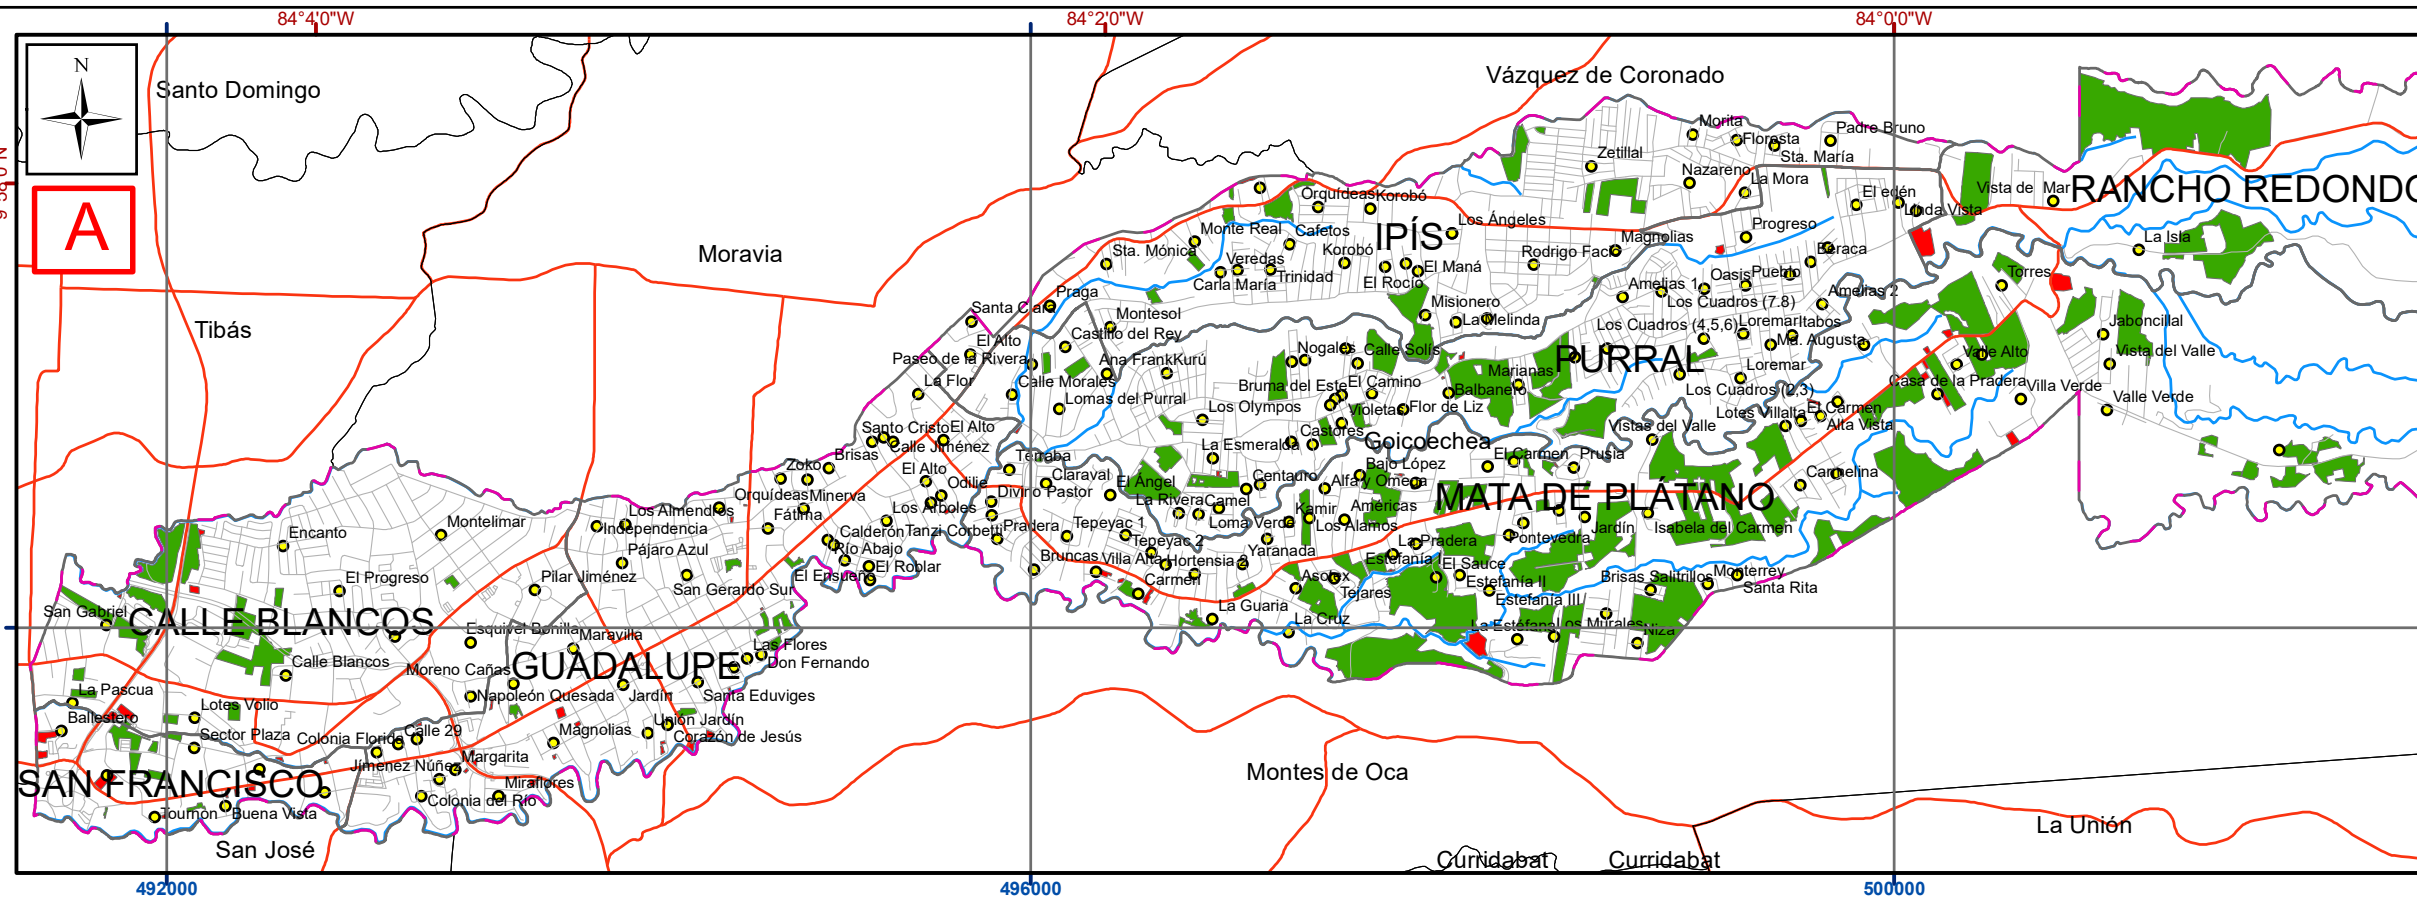 84°4'0"W
84°2'0"W
84°0'0"W
N
A
Santo Domingo
Vázquez de Coronado
Moravia
Tibás
RANCHO REDONDO
IPÍS
PURRAL
MATA DE PLÁTANO
Goicoechea
CALLE BLANCOS
GUADALUPE
SAN FRANCISCO
San José
Montes de Oca
Curridabat
Curridabat
La Unión
Morita
Floresta
Padre Bruno
Sta. María
Zetillal
Nazareno
La Mora
El edén
Linda Vista
Vista de Mar
Orquídeas
Korobó
Los Ángeles
Monte Real
Cafetos
Korobó
Sta. Mónica
Veredas
Trinidad
Carla María
El Rocío
El Maná
Rodrigo Facio
Magnolias
Progreso
Beraca
La Isla
Torres
Praga
Santa Clara
Montesol
Castillo del Rey
El Alto
Paseo de la Rivera
Misionero
La Melinda
Amelias 1
Oasis
Pueblo
Amelias 2
Los Cuadros (7.8)
Los Cuadros (4,5,6)
Loremar
Itabos
Md. Augusta
Jaboncillal
Vista del Valle
Valle Alto
Ana Frank
Kurú
Nogales
Calle Solís
La Flor
Calle Morales
Lomas del Purral
Bruma del Este
El Camino
Marianas
Balbanero
Loremar
Los Cuadros (2,3)
Casa de la Pradera
Villa Verde
Valle Verde
Los Olympos
Violetas
Flor de Liz
Lotes Villalta
El Carmen
Alta Vista
Vistas del Valle
Santo Cristo
El Alto
Calle Jiménez
Castores
La Esmeralda
Brisas
Zoko
Terraba
Claraval
El Ángel
Centauro
Bajo López
El Carmen
Prusia
Carmelina
El Alto
Odilie
Divino Pastor
Alfa y Omega
Orquídeas
Minerva
La Rivera
Camel
Kamir
Américas
Los Almendros
Fátima
Los Árboles
Loma Verde
Los Alamos
Independencia
Calderón
Tanzi Corbetti
Pradera
Tepeyac 1
Tepeyac 2
Jardín
Isabela del Carmen
Encanto
Montelimar
Pájaro Azul
Río Abajo
El Roblar
El Ensueño
Bruncas
Villa Alta
Hortensia 2
Yaranada
La Pradera
Pontevedra
Estefanía I
El Sauce
El Progreso
Pilar Jiménez
San Gerardo Sur
Carmen
Asotex
Tejares
Estefanía II
Estefanía III
Brisas Salitrillos
Monterrey
Santa Rita
San Gabriel
La Guaria
La Cruz
La Estéfana
Los Murales
Niza
Esquivel Bonilla
Maravilla
Las Flores
Don Fernando
Calle Blancos
Moreno Cañas
La Pascua
Napoleón Quesada
Jardín
Santa Eduviges
Ballestero
Lotes Volio
Sector Plaza
Colonia Florida
Calle 29
Magnolias
Unión Jardín
Corazón de Jesús
Jímenez Núñez
Margarita
Miraflores
Colonia del Río
Tournon
Buena Vista
492000
496000
500000